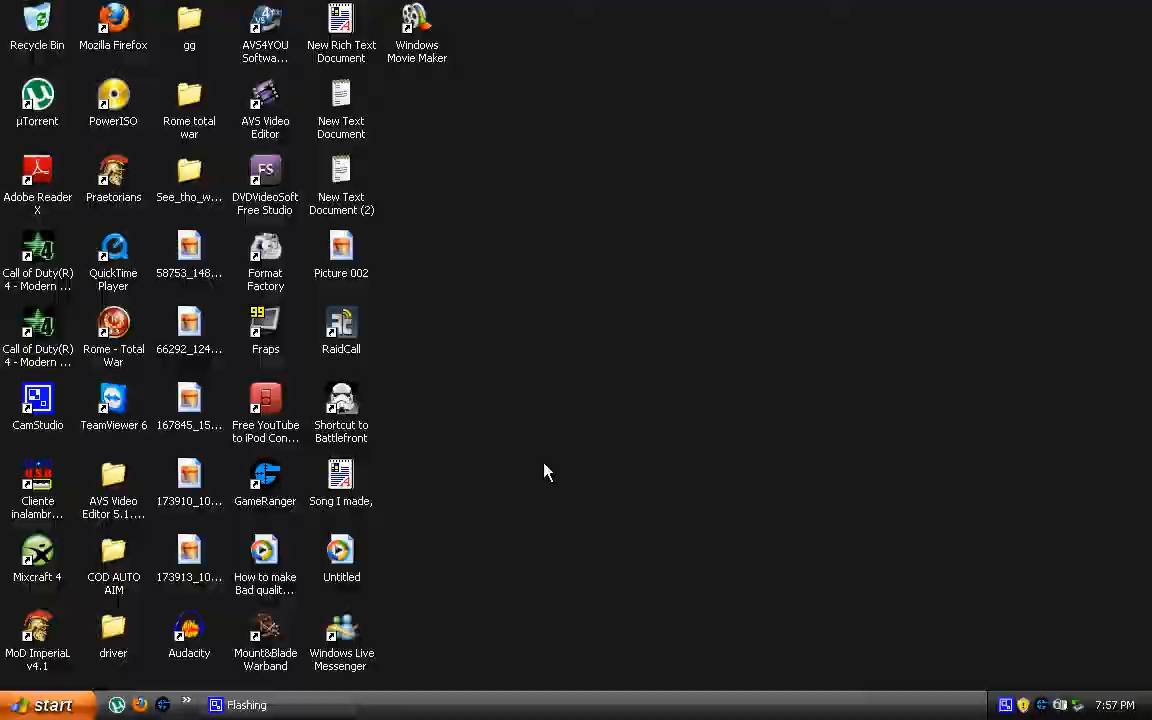 Recycle Bin
Mozilla Firefox
gg
AVS4YOU
Softwa...
New Rich Text
Document
Windows
Movie Maker
µTorrent
PowerISO
Rome total
war
AVS Video
Editor
New Text
Document
Adobe Reader
X
Praetorians
See_tho_w...
DVDVideoSoft
Free Studio
New Text
Document (2)
Call of Duty(R)
4 - Modern ...
QuickTime
Player
58753_148...
Format
Factory
Picture 002
Call of Duty(R)
4 - Modern ...
Rome - Total
War
66292_124...
99
Fraps
RaidCall
CamStudio
TeamViewer 6
167845_15...
Free YouTube
to iPod Con...
Shortcut to
Battlefront
Cliente
inalambr...
AVS Video
Editor 5.1....
173910_10...
GameRanger
Song I made,
Mixcraft 4
COD AUTO
AIM
173913_10...
How to make
Bad qualit...
Untitled
MoD ImperiaL
v4.1
driver
Audacity
Mount&Blade
Warband
Windows Live
Messenger
start
Flashing
7:57 PM